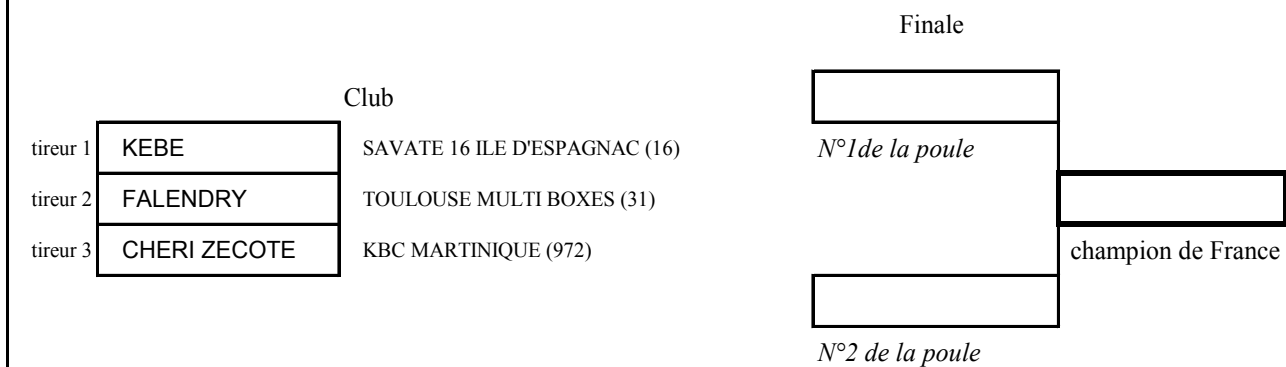 Finale
Club
tireur 1 KEBE SAVATE 16 ILE D'ESPAGNAC (16) N°1de la poule
tireur 2 FALENDRY TOULOUSE MULTI BOXES (31)
tireur 3 CHERI ZECOTE KBC MARTINIQUE (972) champion de France
N°2 de la poule